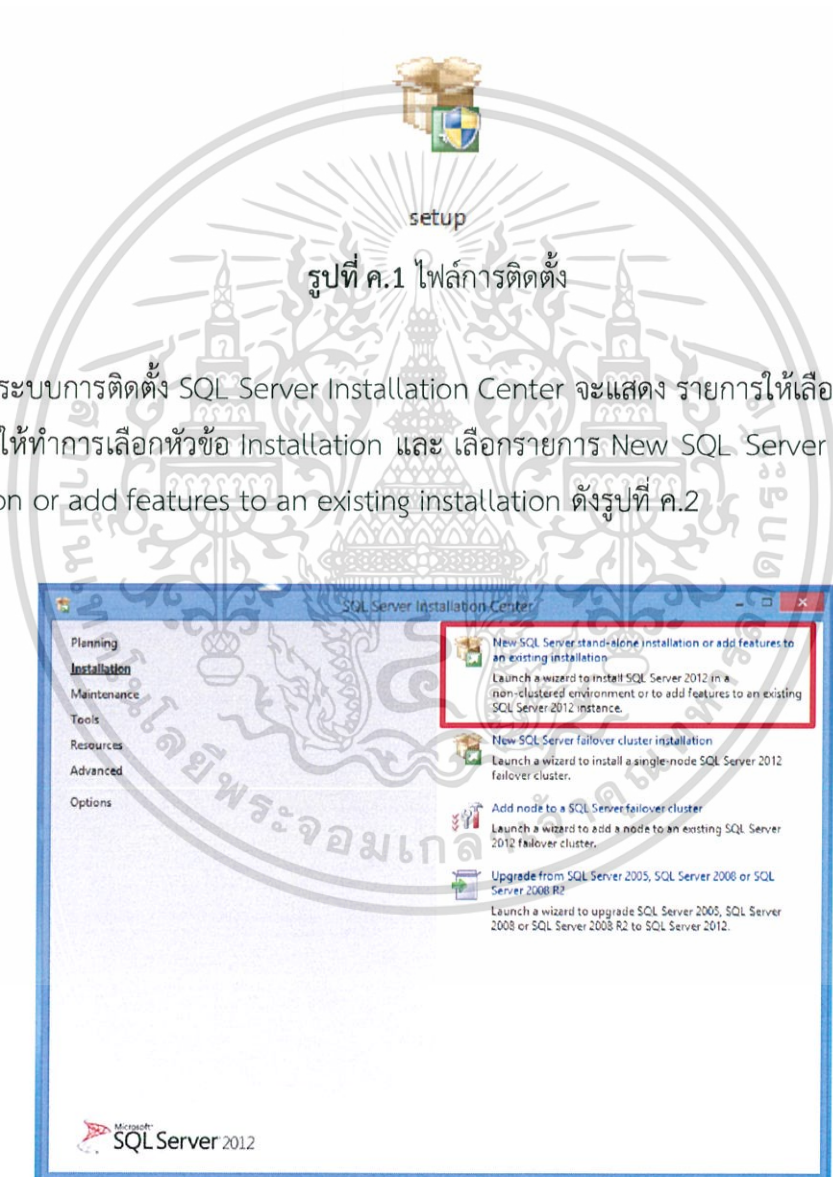 setup
รูปที่ ค.1 ไฟล์การติดตั้ง
ระบบการติดตั้ง SQL Server Installation Center จะแสดง รายการให้เลือ
ให้ทำการเลือกหัวข้อ Installation และ เลือกรายการ New SQL Server
on or add features to an existing installation ดังรูปที่ ค.2
SQL Server Installation Center
Planning
Installation
Maintenance
Tools
Resources
Advanced
Options
New SQL Server stand-alone installation or add features to
an existing installation
Launch a wizard to install SQL Server 2012 in a
non-clustered environment or to add features to an existing
SQL Server 2012 instance.
New SQL Server failover cluster installation
Launch a wizard to install a single-node SQL Server 2012
failover cluster.
Add node to a SQL Server failover cluster
Launch a wizard to add a node to an existing SQL Server
2012 failover cluster.
Upgrade from SQL Server 2005, SQL Server 2008 or SQL
Server 2008 R2
Launch a wizard to upgrade SQL Server 2005, SQL Server
2008 or SQL Server 2008 R2 to SQL Server 2012.
Microsoft
SQL Server 2012